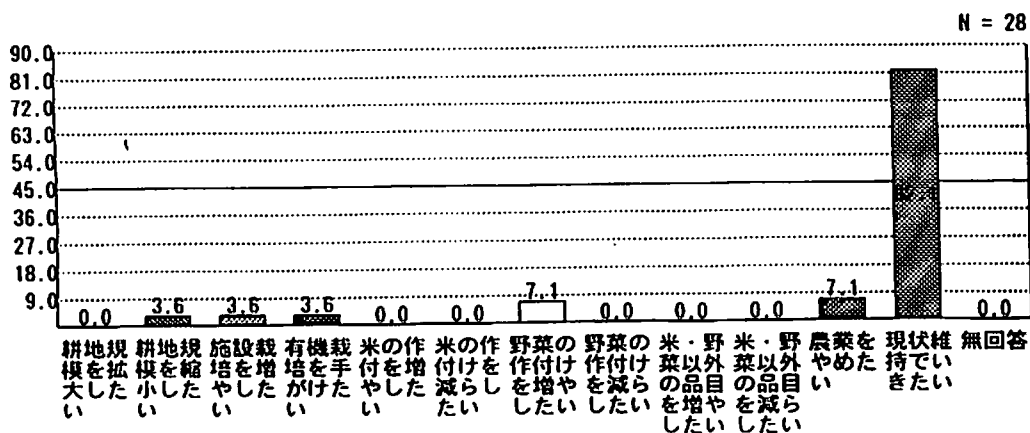 N = 28
90.0
81.0
72.0
63.0
54.0
45.0
36.0
27.0
18.0
9.0
0.0
3.6
3.6
3.6
0.0
0.0
7.1
0.0
0.0
0.0
7.1
0.0
耕地規
模を拡
大した
い
耕地規
模を縮
小した
い
施設栽
培を増
やした
い
有機栽
培を手
がけた
い
米の作
付を増
やした
い
米の作
付けを
減らし
たい
野菜の
作付け
を増や
したい
野菜の
作付け
を減ら
したい
米・野
菜以外
の品目
を増や
したい
米・野
菜以外
の品目
を減ら
したい
農業を
やめた
い
現状維
持でい
きたい
無回答